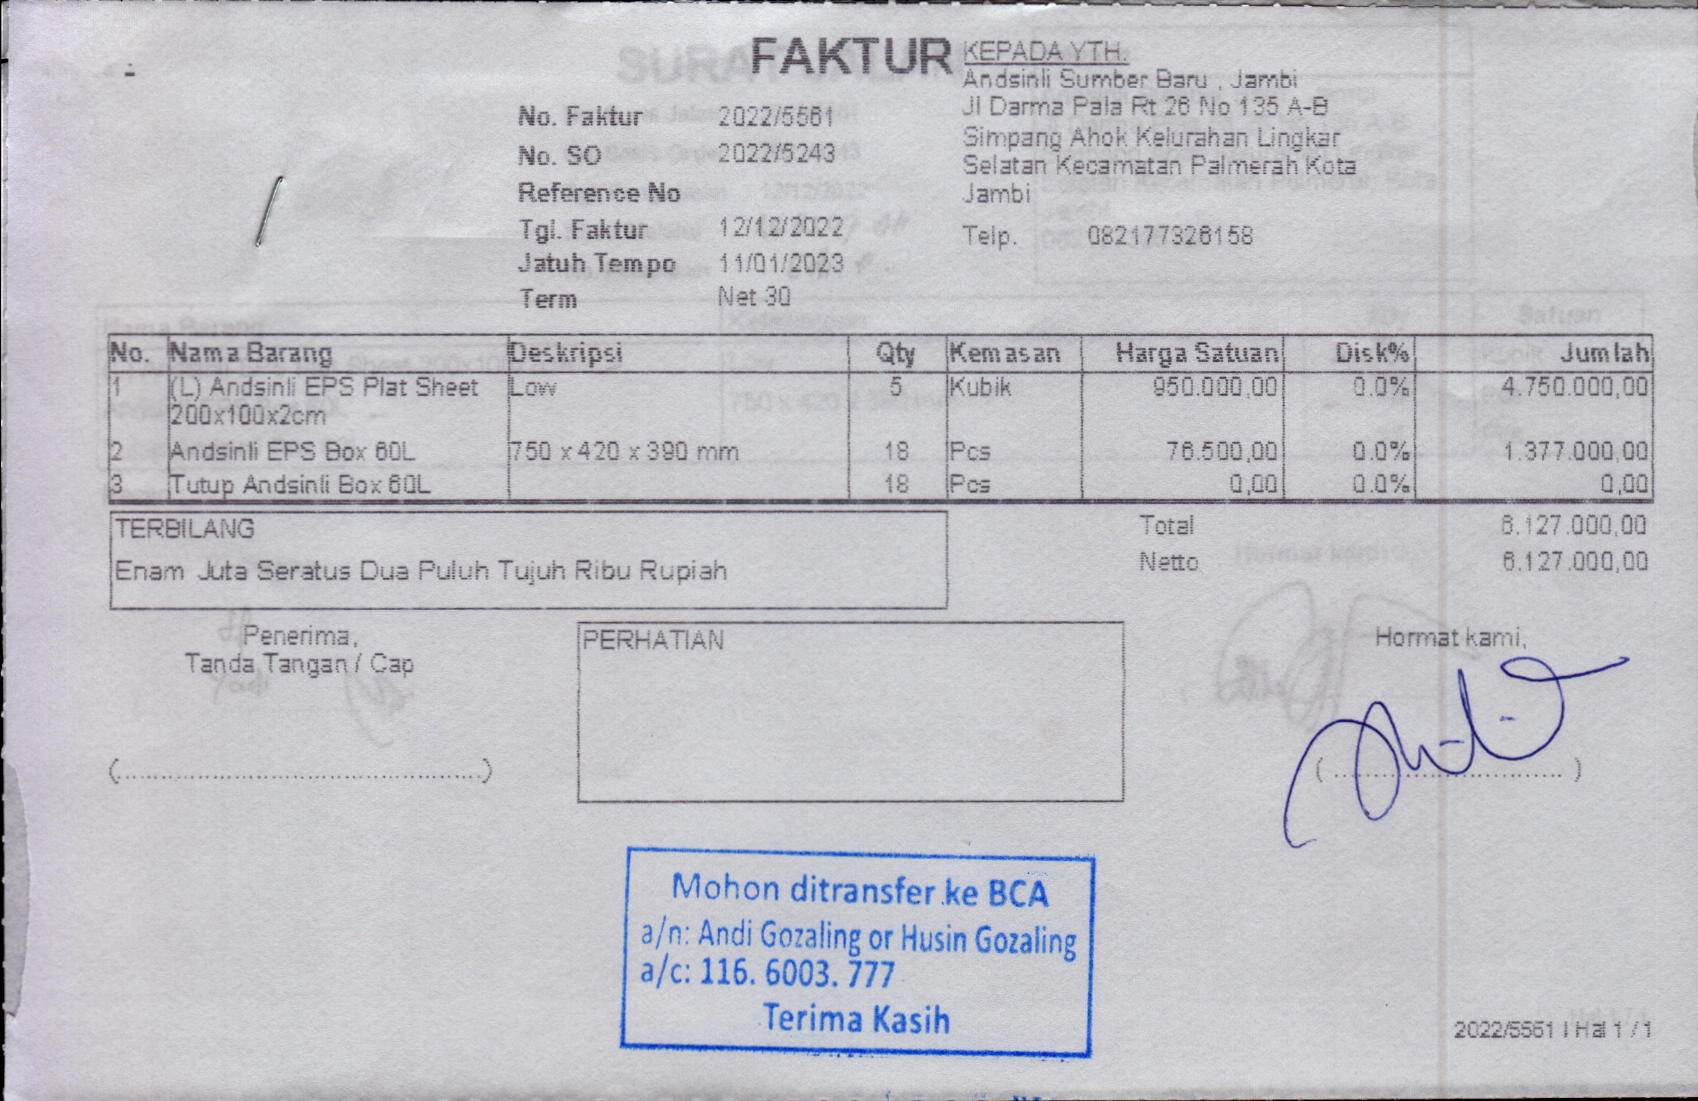 FAKTUR
KEPADA YTH.
Andsinli Sumber Baru , Jambi
Jl Darma Pala Rt 26 No 135 A-B
Simpang Ahok Kelurahan Lingkar
Selatan Kecamatan Palmerah Kota
Jambi
Telp. 082177326158
No. Faktur 2022/5561
No. SO 2022/5243
Reference No
Tgl. Faktur 12/12/2022
Jatuh Tempo 11/01/2023
Term Net 30
No. Nama Barang Deskripsi Qty Kemasan Harga Satuan Disk% Jumlah
1 (L) Andsinli EPS Plat Sheet Low 5 Kubik 950.000,00 0.0% 4.750.000,00
200x100x2cm
2 Andsinli EPS Box 60L 750 x 420 x 390 mm 18 Pcs 76.500,00 0.0% 1.377.000,00
3 Tutup Andsinli Box 60L 18 Pcs 0,00 0.0% 0,00
TERBILANG
Enam Juta Seratus Dua Puluh Tujuh Ribu Rupiah
Total 6.127.000,00
Netto 6.127.000,00
Penerima,
Tanda Tangan / Cap
(............................................)
PERHATIAN
Hormat kami,
(............................)
Mohon ditransfer ke BCA
a/n: Andi Gozaling or Husin Gozaling
a/c: 116. 6003. 777
Terima Kasih
2022/5561 | Hal 1 / 1